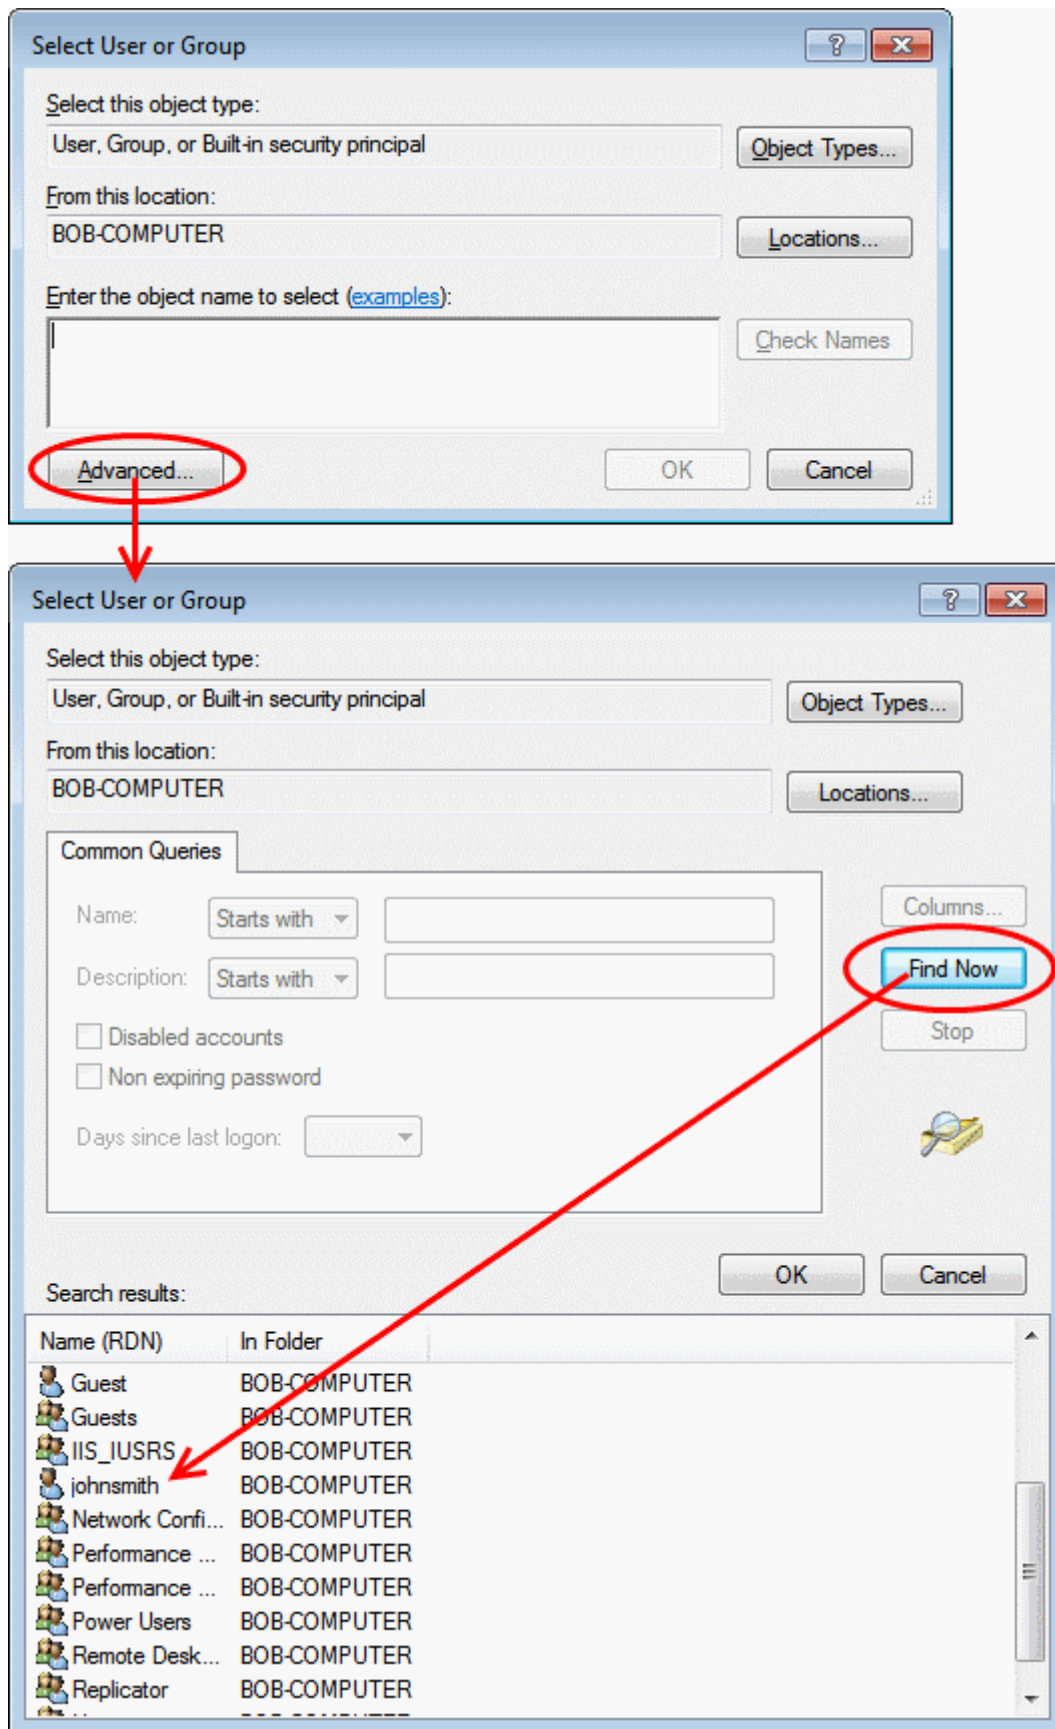 Select User or Group
Select this object type:
User, Group, or Built-in security principal
Object Types...
From this location:
BOB-COMPUTER
Locations...
Enter the object name to select (examples):
Check Names
Advanced...
OK
Cancel
Select User or Group
Select this object type:
User, Group, or Built-in security principal
Object Types...
From this location:
BOB-COMPUTER
Locations...
Common Queries
Name:
Starts with
Columns...
Description:
Starts with
Find Now
Disabled accounts
Stop
Non expiring password
Days since last logon:
OK
Cancel
Search results:
Name (RDN) In Folder
Guest BOB-COMPUTER
Guests BOB-COMPUTER
IIS_IUSRS BOB-COMPUTER
johnsmith BOB-COMPUTER
Network Confi... BOB-COMPUTER
Performance ... BOB-COMPUTER
Performance ... BOB-COMPUTER
Power Users BOB-COMPUTER
Remote Desk... BOB-COMPUTER
Replicator BOB-COMPUTER